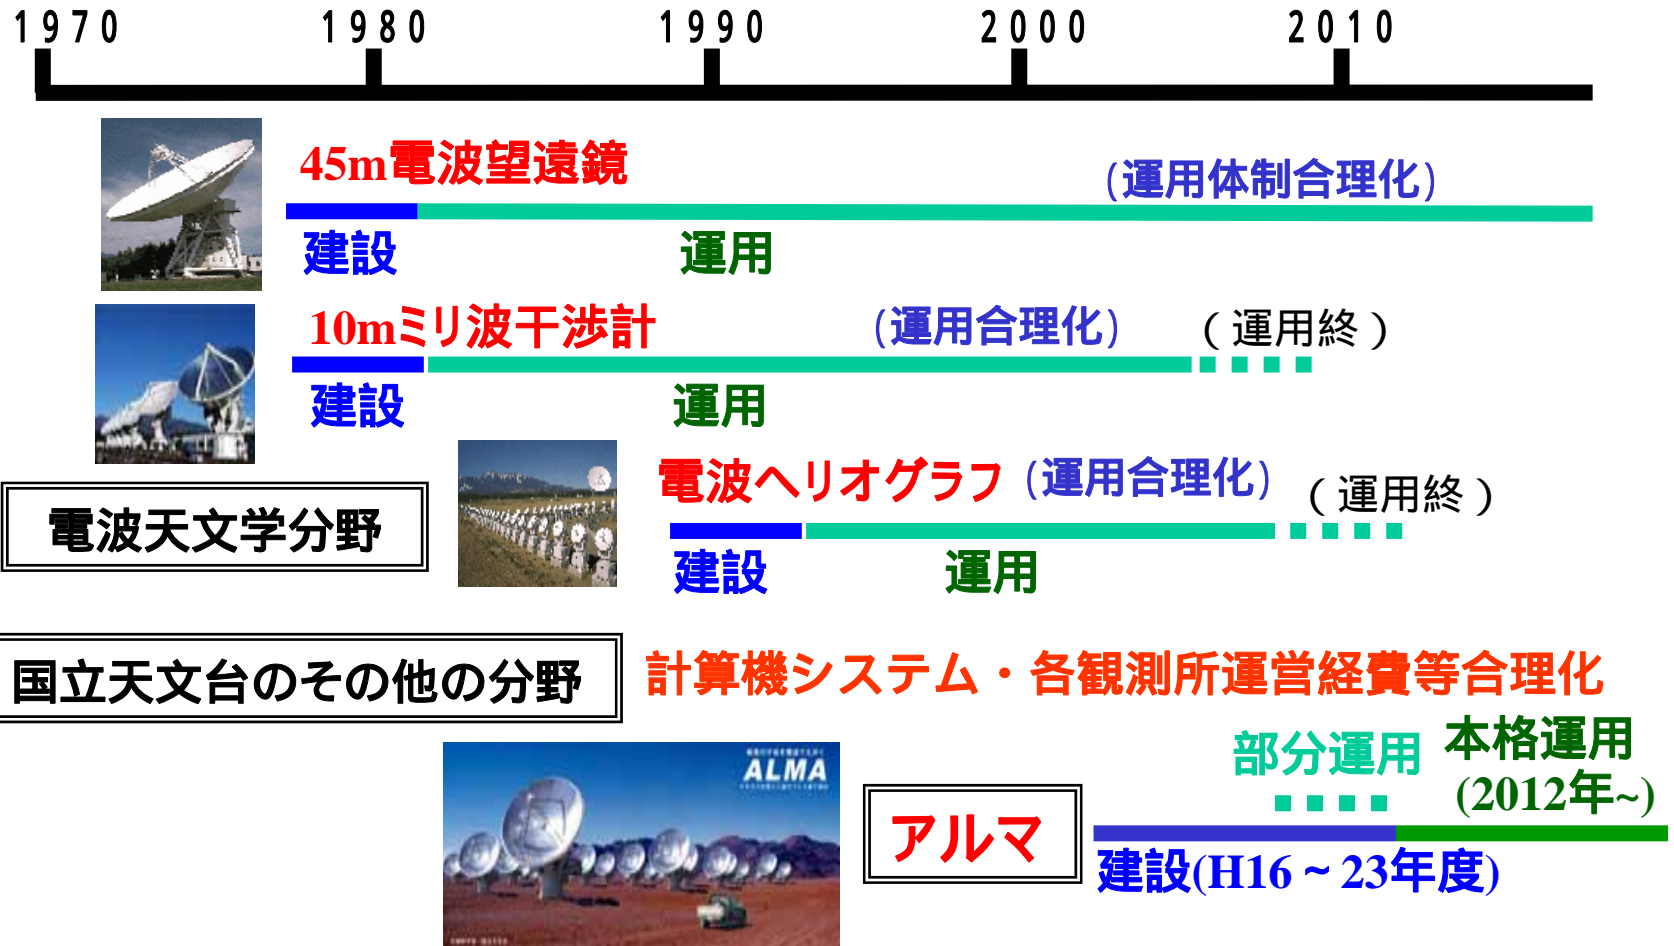 1970 1980 1990 2000 2010
45m電波望遠鏡
(運用体制合理化)
建設 運用
10mミリ波干渉計 (運用合理化) (運用終)
建設 運用
電波ヘリオグラフ (運用合理化) (運用終)
電波天文学分野
建設 運用
国立天文台のその他の分野 計算機システム・各観測所運営経費等合理化
部分運用 本格運用
(2012年~)
ALMA
アルマ
建設(H16~23年度)